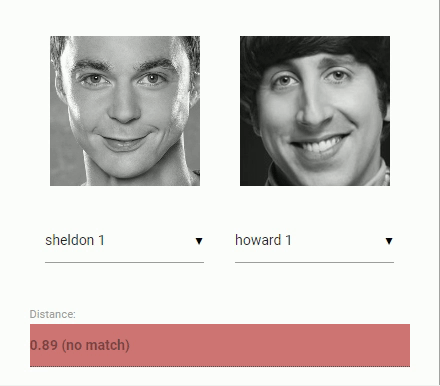 sheldon 1
howard 1
Distance:
0.89 (no match)